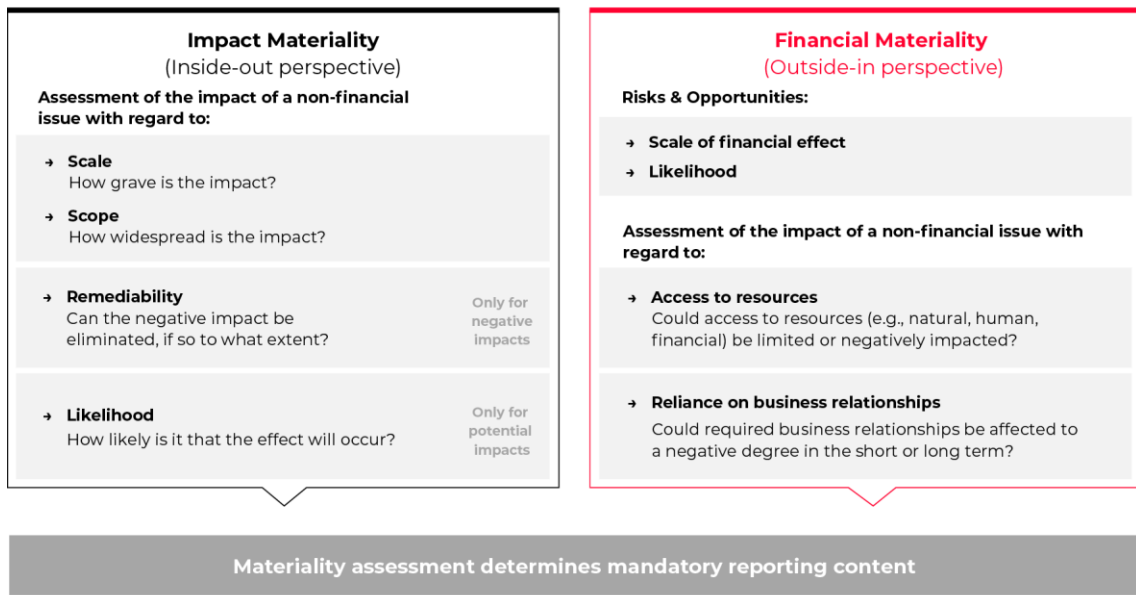 Impact Materiality
(Inside-out perspective)
Assessment of the impact of a non-financial
issue with regard to:
→ Scale
How grave is the impact?
→ Scope
How widespread is the impact?
→ Remediability
Can the negative impact be
eliminated, if so to what extent?
Only for
negative
impacts
→ Likelihood
How likely is it that the effect will occur?
Only for
potential
impacts
Financial Materiality
(Outside-in perspective)
Risks & Opportunities:
→ Scale of financial effect
→ Likelihood
Assessment of the impact of a non-financial issue with
regard to:
→ Access to resources
Could access to resources (e.g., natural, human,
financial) be limited or negatively impacted?
→ Reliance on business relationships
Could required business relationships be affected to
a negative degree in the short or long term?
Materiality assessment determines mandatory reporting content